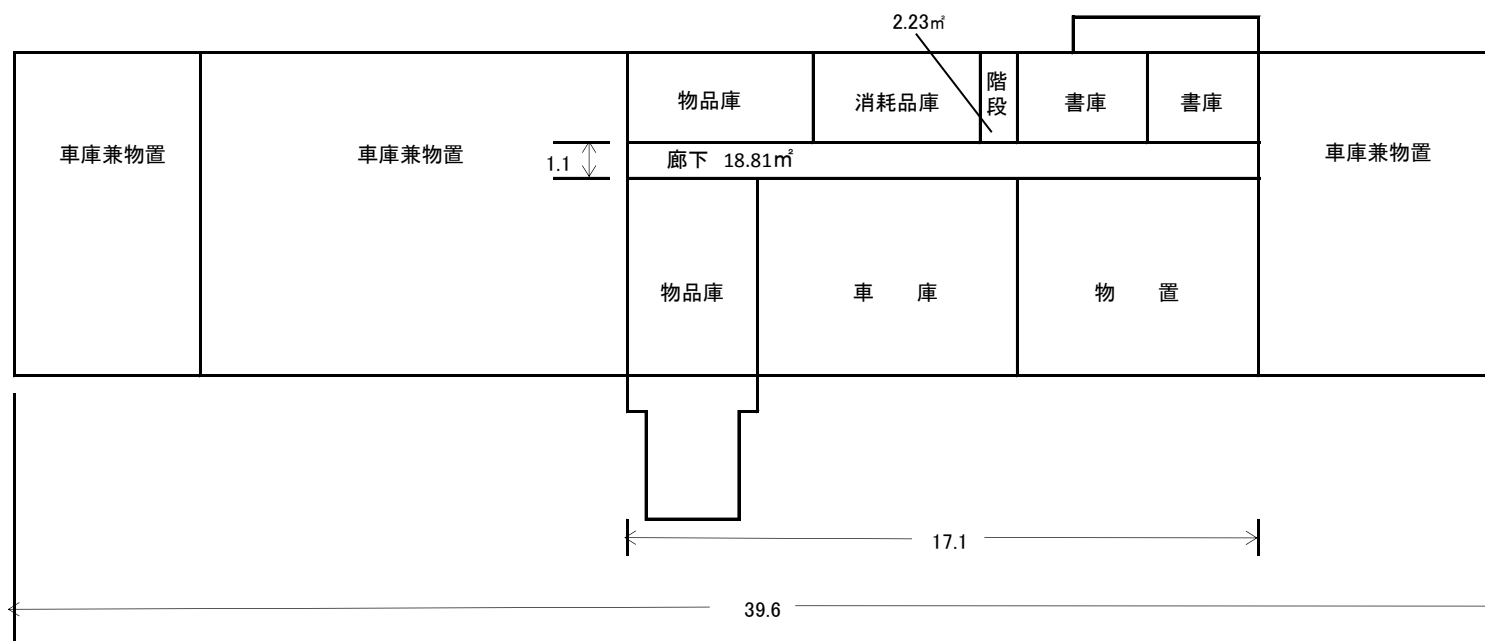 2.23㎡
物品庫
消耗品庫
階
段
書庫
書庫
車庫兼物置
車庫兼物置
車庫兼物置
1.1
廊下 18.81㎡
物品庫
車 庫
物 置
17.1
39.6